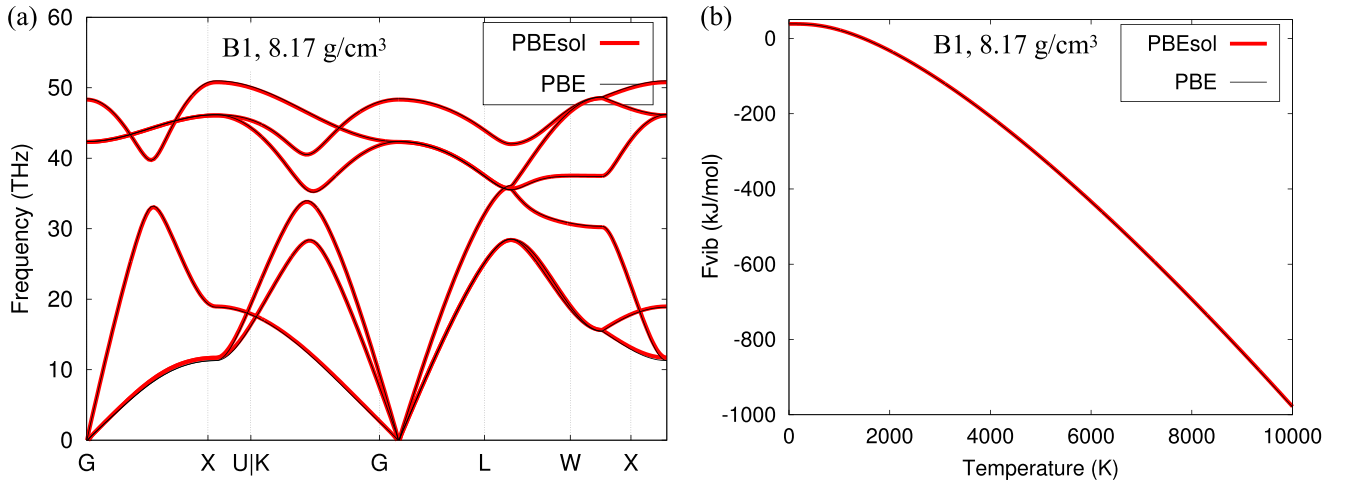 (a)
B1, 8.17 g/cm³
PBEsol
PBE
Frequency (THz)
60
50
40
30
20
10
0
G X U|K G L W X
(b)
B1, 8.17 g/cm³
PBEsol
PBE
Fvib (kJ/mol)
0
-200
-400
-600
-800
-1000
0 2000 4000 6000 8000 10000
Temperature (K)